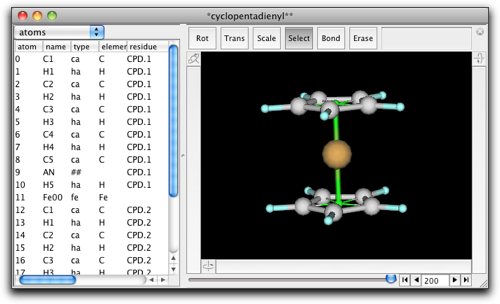 *cyclopentadienyl**
atoms
Rot Trans Scale Select Bond Erase
atom name type elemer residue
0 C1 ca C CPD.1
1 H1 ha H CPD.1
2 C2 ca C CPD.1
3 H2 ha H CPD.1
4 C3 ca C CPD.1
5 H3 ha H CPD.1
6 C4 ca C CPD.1
7 H4 ha H CPD.1
8 C5 ca C CPD.1
9 AN ## CPD.1
10 H5 ha H CPD.1
11 Fe00 fe Fe
12 C1 ca C CPD.2
13 H1 ha H CPD.2
14 C2 ca C CPD.2
15 H2 ha H CPD.2
16 C3 ca C CPD.2
17 H3 ha H CPD.2
200